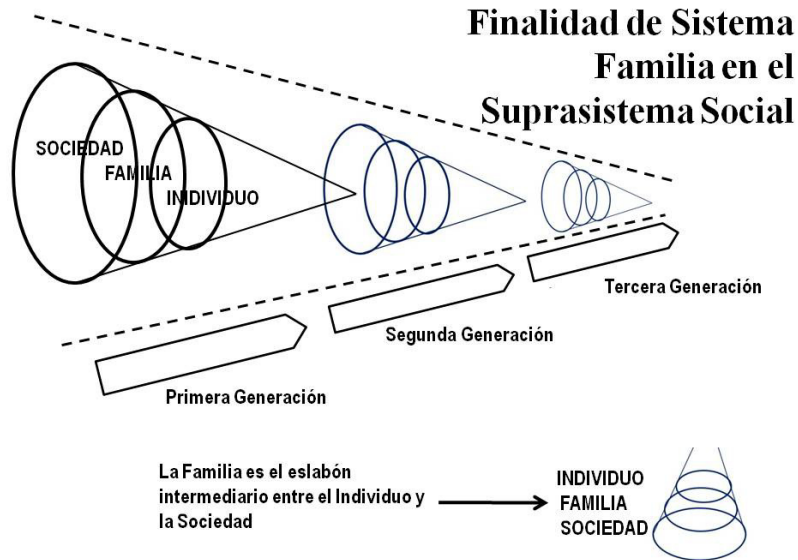 Finalidad de Sistema
Familia en el
Suprasistema Social
SOCIEDAD
FAMILIA
INIDIVIDUO
Tercera Generación
Segunda Generación
Primera Generación
La Familia es el eslabón
intermediario entre el Individuo y
la Sociedad
INDIVIDUO
FAMILIA
SOCIEDAD